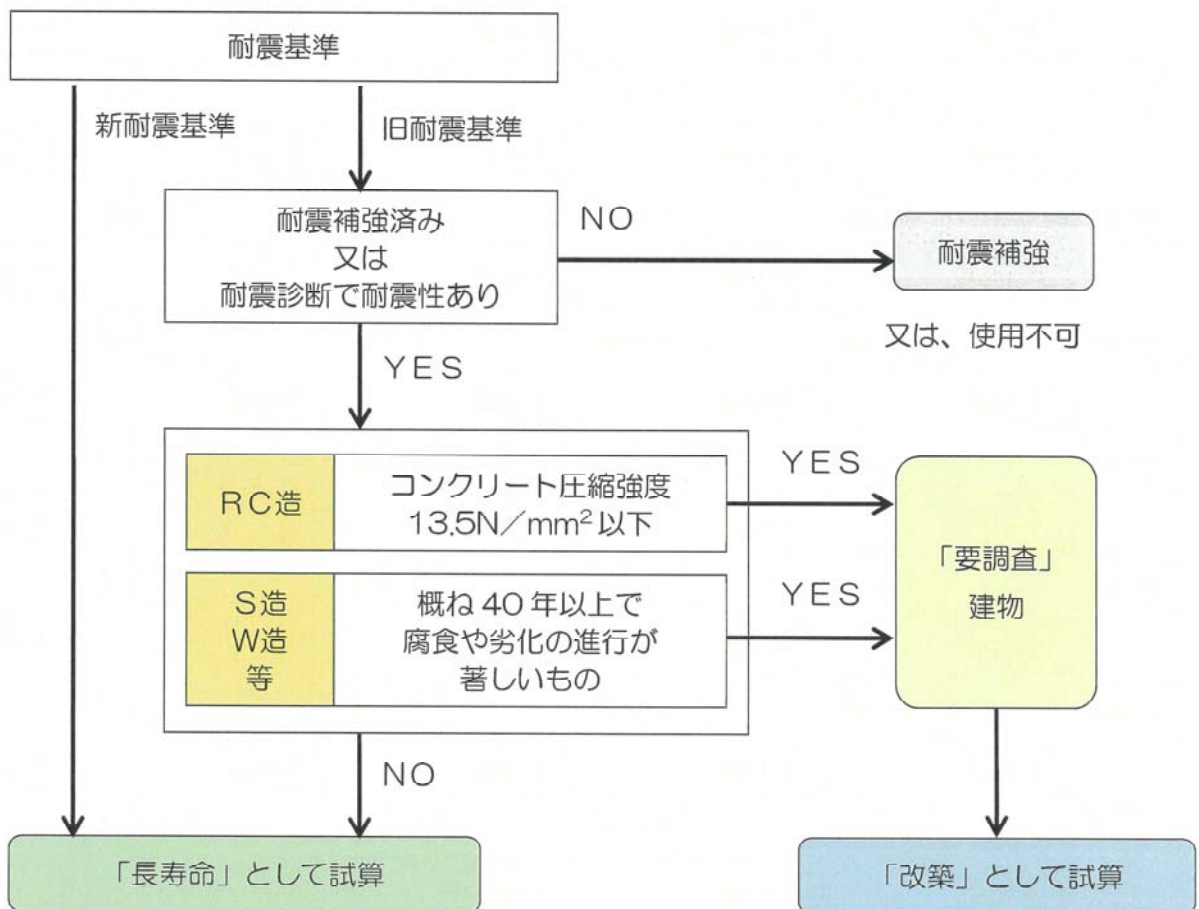 耐震基準
新耐震基準
旧耐震基準
耐震補強済み
又は
耐震診断で耐震性あり
NO
耐震補強
又は、使用不可
YES
RC造
コンクリート圧縮強度
13.5N/mm²以下
YES
S造
W造
等
概ね40年以上で
腐食や劣化の進行が
著しいもの
YES
「要調査」
建物
NO
「長寿命」として試算
「改築」として試算